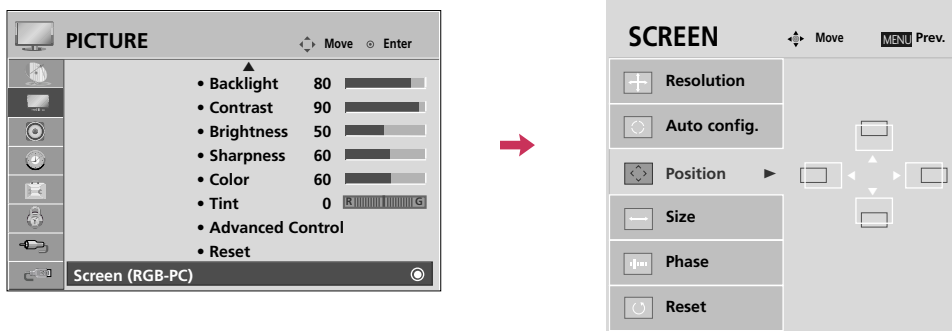 PICTURE
Move Enter
• Backlight 80
• Contrast 90
• Brightness 50
• Sharpness 60
• Color 60
• Tint 0 R G
• Advanced Control
• Reset
Screen (RGB-PC)
SCREEN
Move MENU Prev.
Resolution
Auto config.
Position
Size
Phase
Reset